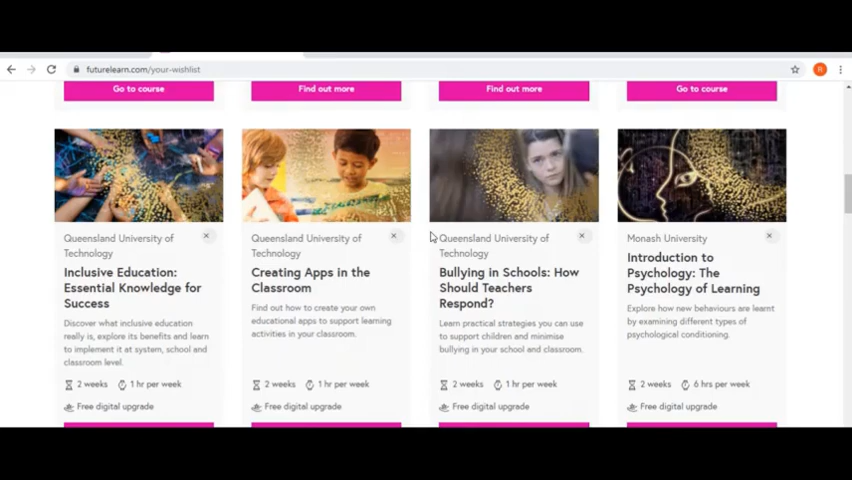 futurelearn.com/your-wishlist
R
Go to course
Find out more
Find out more
Go to course
Queensland University of
Technology
Inclusive Education:
Essential Knowledge for
Success
Discover what inclusive education
really is, explore its benefits and learn
to implement it at system, school and
classroom level.
2 weeks
1 hr per week
Free digital upgrade
Queensland University of
Technology
Creating Apps in the
Classroom
Find out how to create your own
educational apps to support learning
activities in your classroom.
2 weeks
1 hr per week
Free digital upgrade
Queensland University of
Technology
Bullying in Schools: How
Should Teachers
Respond?
Learn practical strategies you can use
to support children and minimise
bullying in your school and classroom.
2 weeks
1 hr per week
Free digital upgrade
Monash University
Introduction to
Psychology: The
Psychology of Learning
Explore how new behaviours are learnt
by examining different types of
psychological conditioning.
2 weeks
6 hrs per week
Free digital upgrade